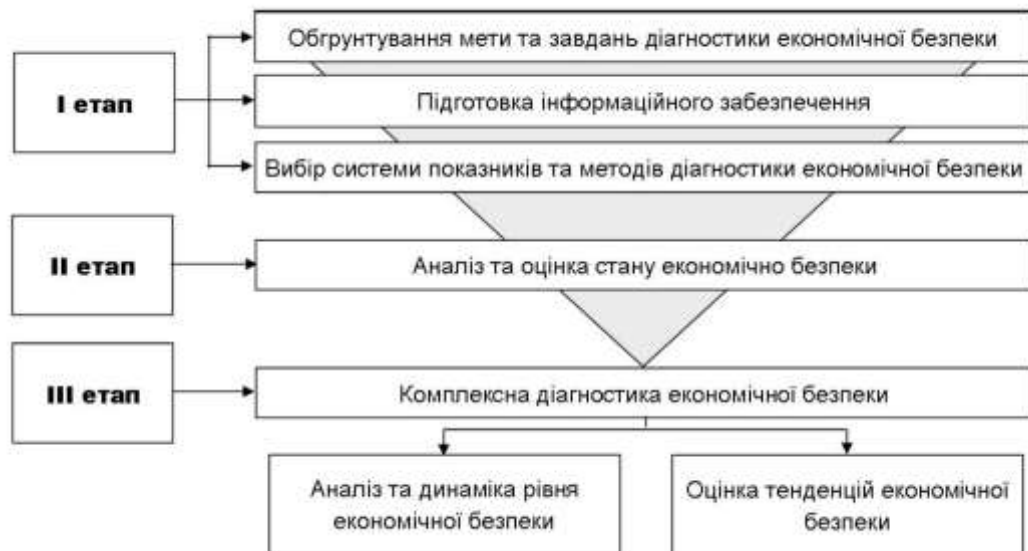 Обгрунтування мети та завдань діагностики економічної безпеки
I етап
Підготовка інформаційного забезпечення
Вибір системи показників та методів діагностики економічної безпеки
II етап
Аналіз та оцінка стану економічно безпеки
III етап
Комплексна діагностика економічної безпеки
Аналіз та динаміка рівня
економічної безпеки
Оцінка тенденцій економічної
безпеки